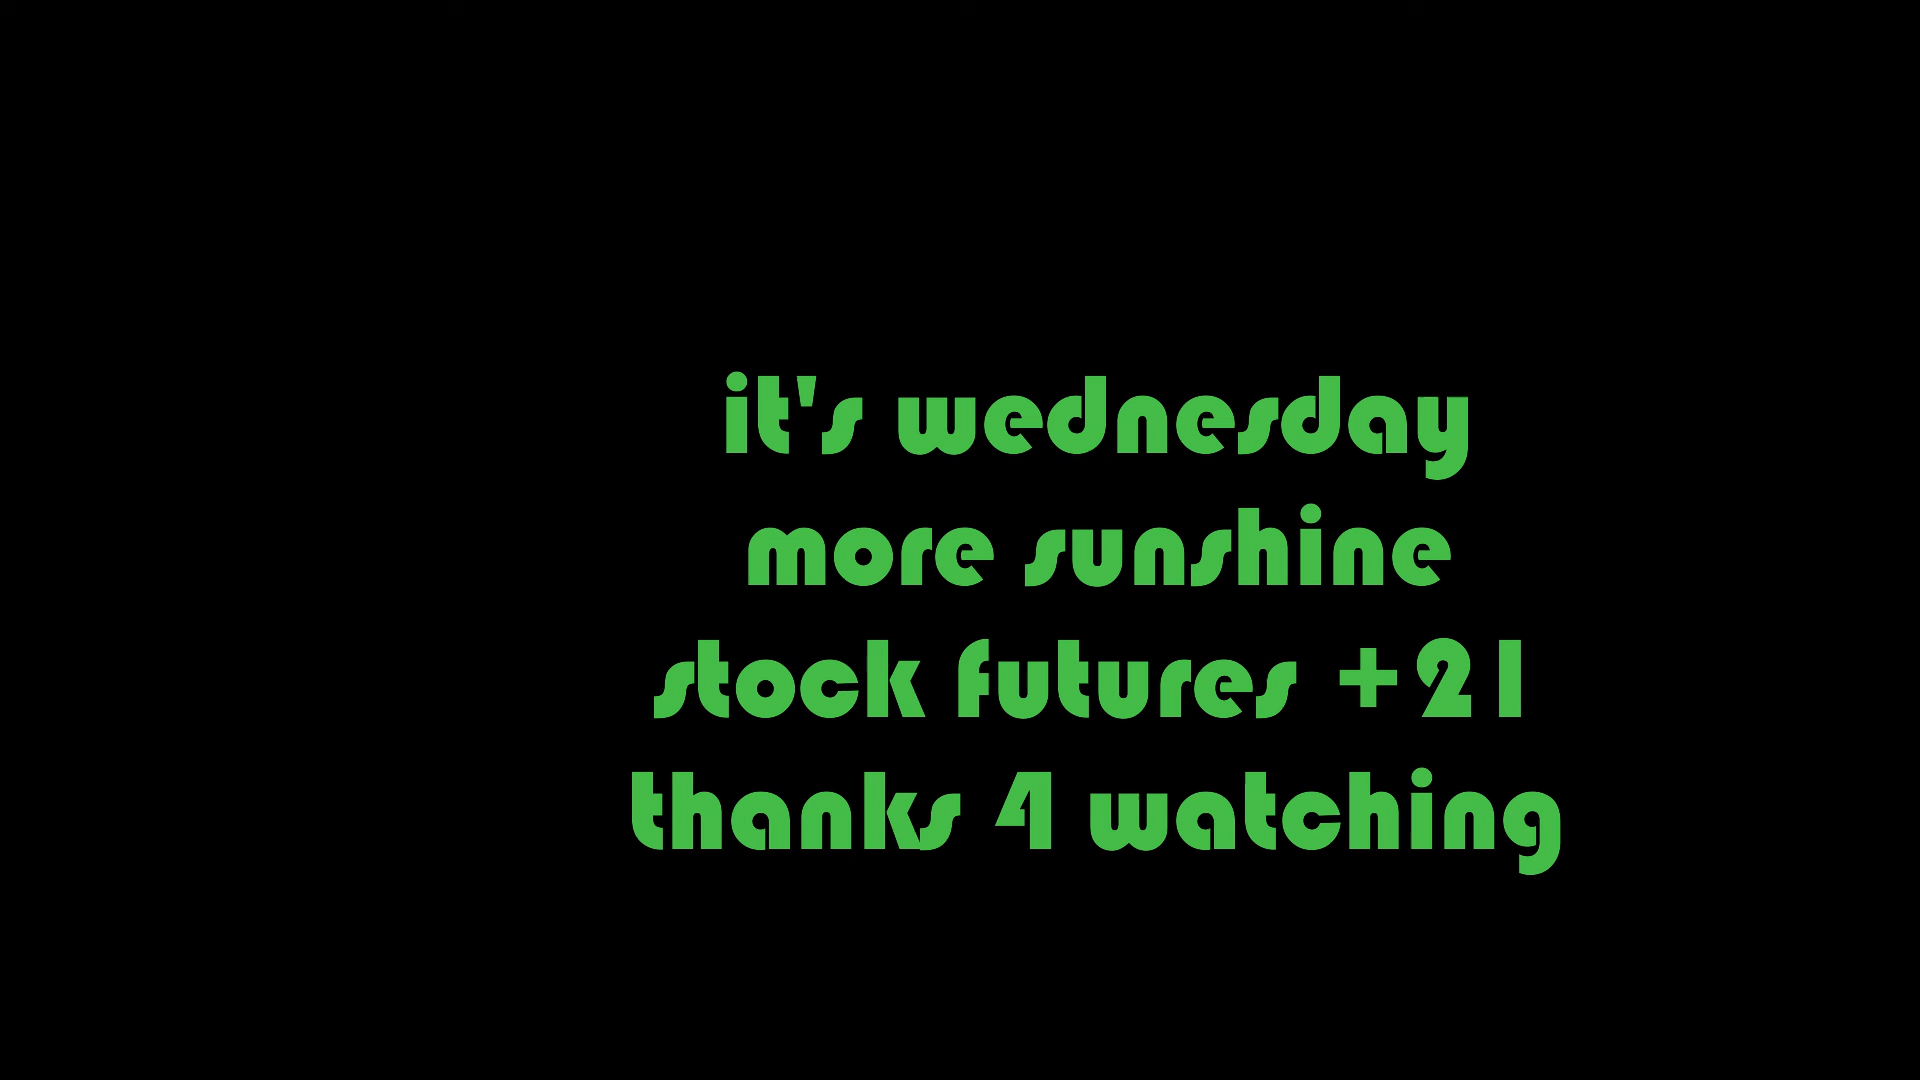 it's wednesday
more sunshine
stock futures +21
thanks 4 watching